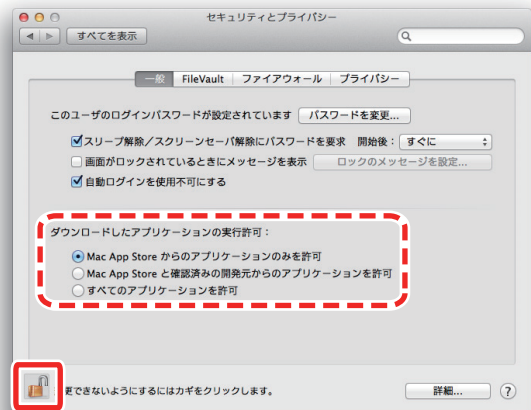 セキュリティとプライバシー
すべてを表示
一般 FileVault ファイアウォール プライバシー
このユーザのログインパスワードが設定されています パスワードを変更...
スリープ解除／スクリーンセーバ解除にパスワードを要求 開始後： すぐに
画面がロックされているときにメッセージを表示 ロックのメッセージを設定...
自動ログインを使用不可にする
ダウンロードしたアプリケーションの実行許可：
Mac App Store からのアプリケーションのみを許可
Mac App Store と確認済みの開発元からのアプリケーションを許可
すべてのアプリケーションを許可
更できないようにするにはカギをクリックします。 詳細... ?